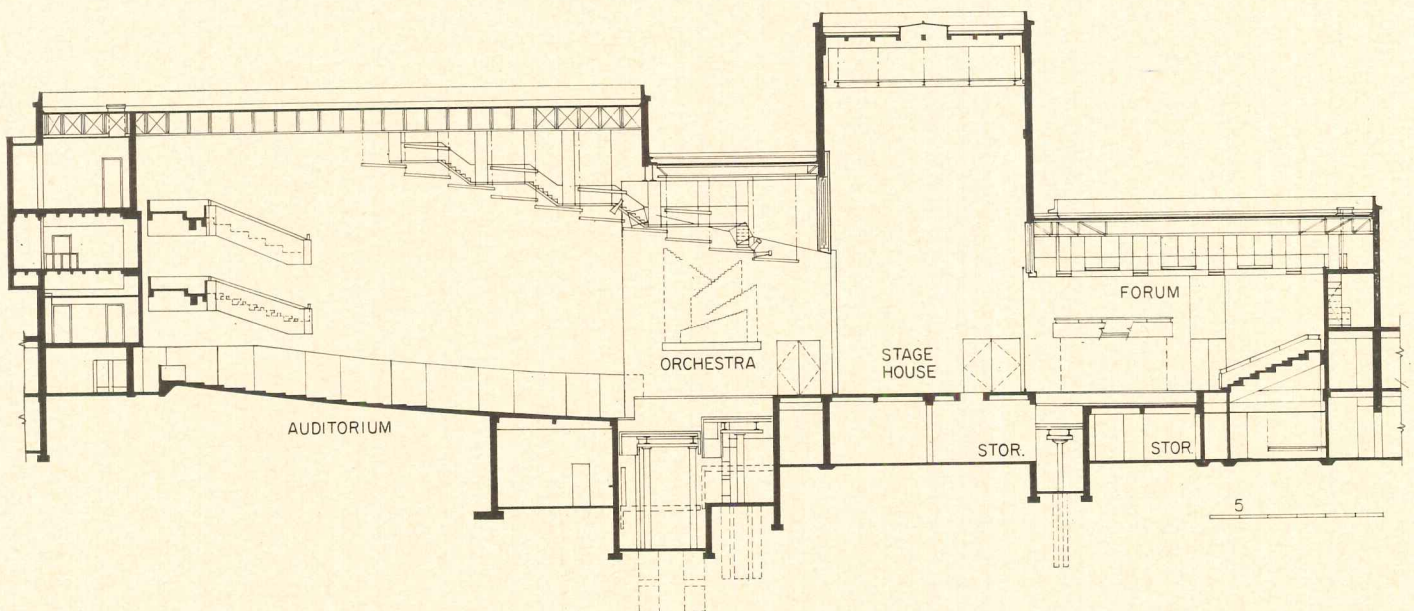 FORUM
ORCHESTRA
STAGE
HOUSE
AUDITORIUM
STOR.
STOR.
5